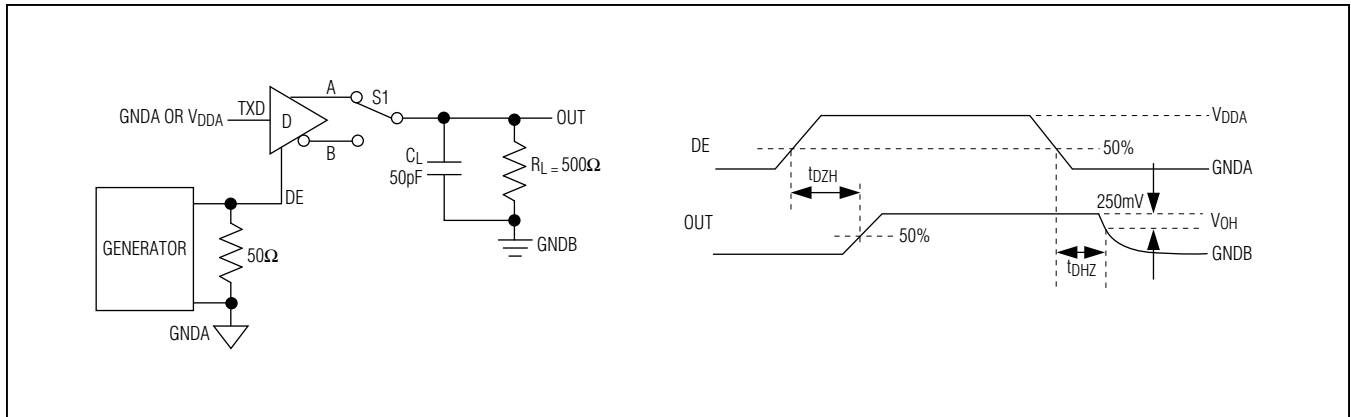 A
S1
GNDA OR VDDA
TXD
D
OUT
B
CL
50pF
RL = 500Ω
DE
GNDB
GENERATOR
50Ω
GNDA
VDDA
DE
50%
GNDA
tDZH
250mV
OUT
VOH
50%
GNDB
tDHZ